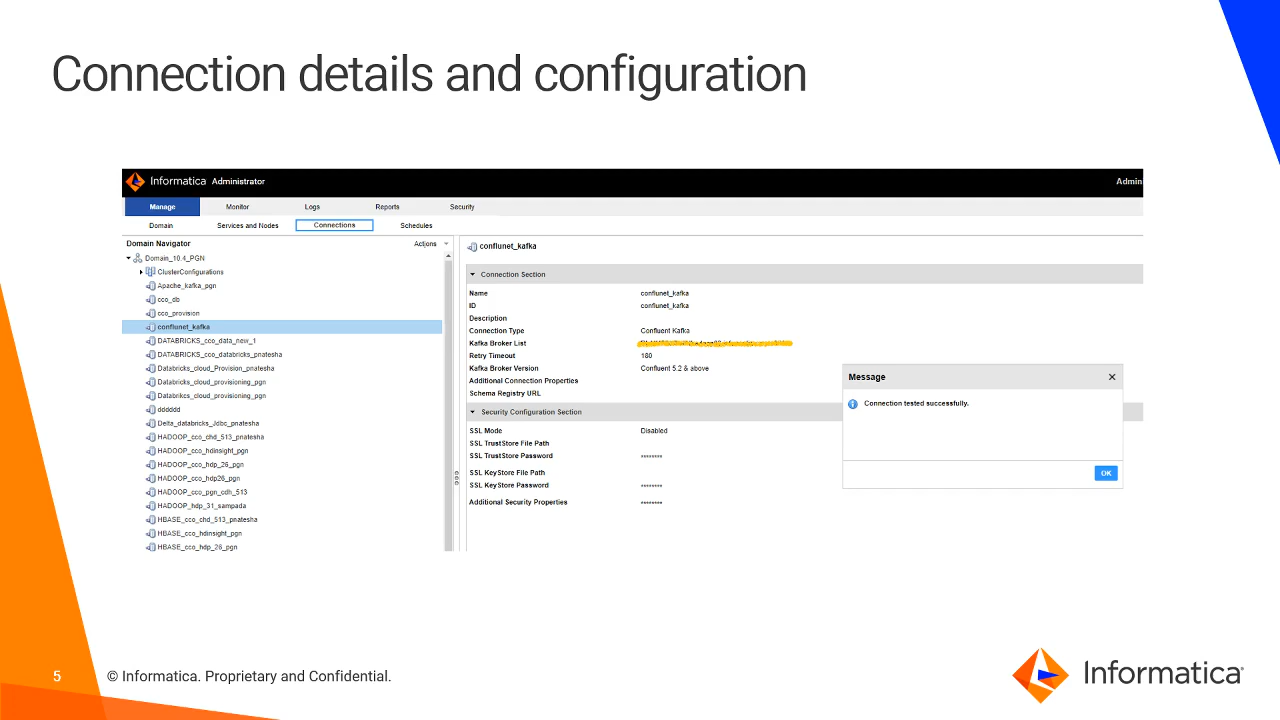 Connection details and configuration
Informatica Administrator
Admin
Manage Monitor Logs Reports Security
Domain Services and Nodes Connections Schedules
Domain Navigator
Actions
Domain_10.4_PGN
ClusterConfigurations
Apache_kafka_pgn
cco_db
cco_provision
conflunet_kafka
DATABRICKS_cco_data_new_1
DATABRICKS_cco_databricks_pnatesha
Databricks_cloud_Provision_pnatesha
Databricks_cloud_provisioning_pgn
Databrikcs_cloud_provisioning_pgn
dddddd
Delta_databricks_Jcbc_pnatesha
HADOOP_cco_chd_513_pnatesha
HADOOP_cco_hdinsight_pgn
HADOOP_cco_hdp_26_pgn
HADOOP_cco_hdp26_pgn
HADOOP_cco_pgn_cdh_513
HADOOP_hdp_31_sampada
HBASE_cco_chd_513_pnatesha
HBASE_cco_hdinsight_pgn
HBASE_cco_hdp_26_pgn
conflunet_kafka
Connection Section
Name conflunet_kafka
ID conflunet_kafka
Description
Connection Type Confluent Kafka
Kafka Broker List
Retry Timeout 180
Kafka Broker Version Confluent 5.2 & above
Additional Connection Properties
Schema Registry URL
Security Configuration Section
SSL Mode Disabled
SSL TrustStore File Path
SSL TrustStore Password ********
SSL KeyStore File Path
SSL KeyStore Password ********
Additional Security Properties ********
Message
Connection tested successfully.
OK
5
© Informatica. Proprietary and Confidential.
Informatica